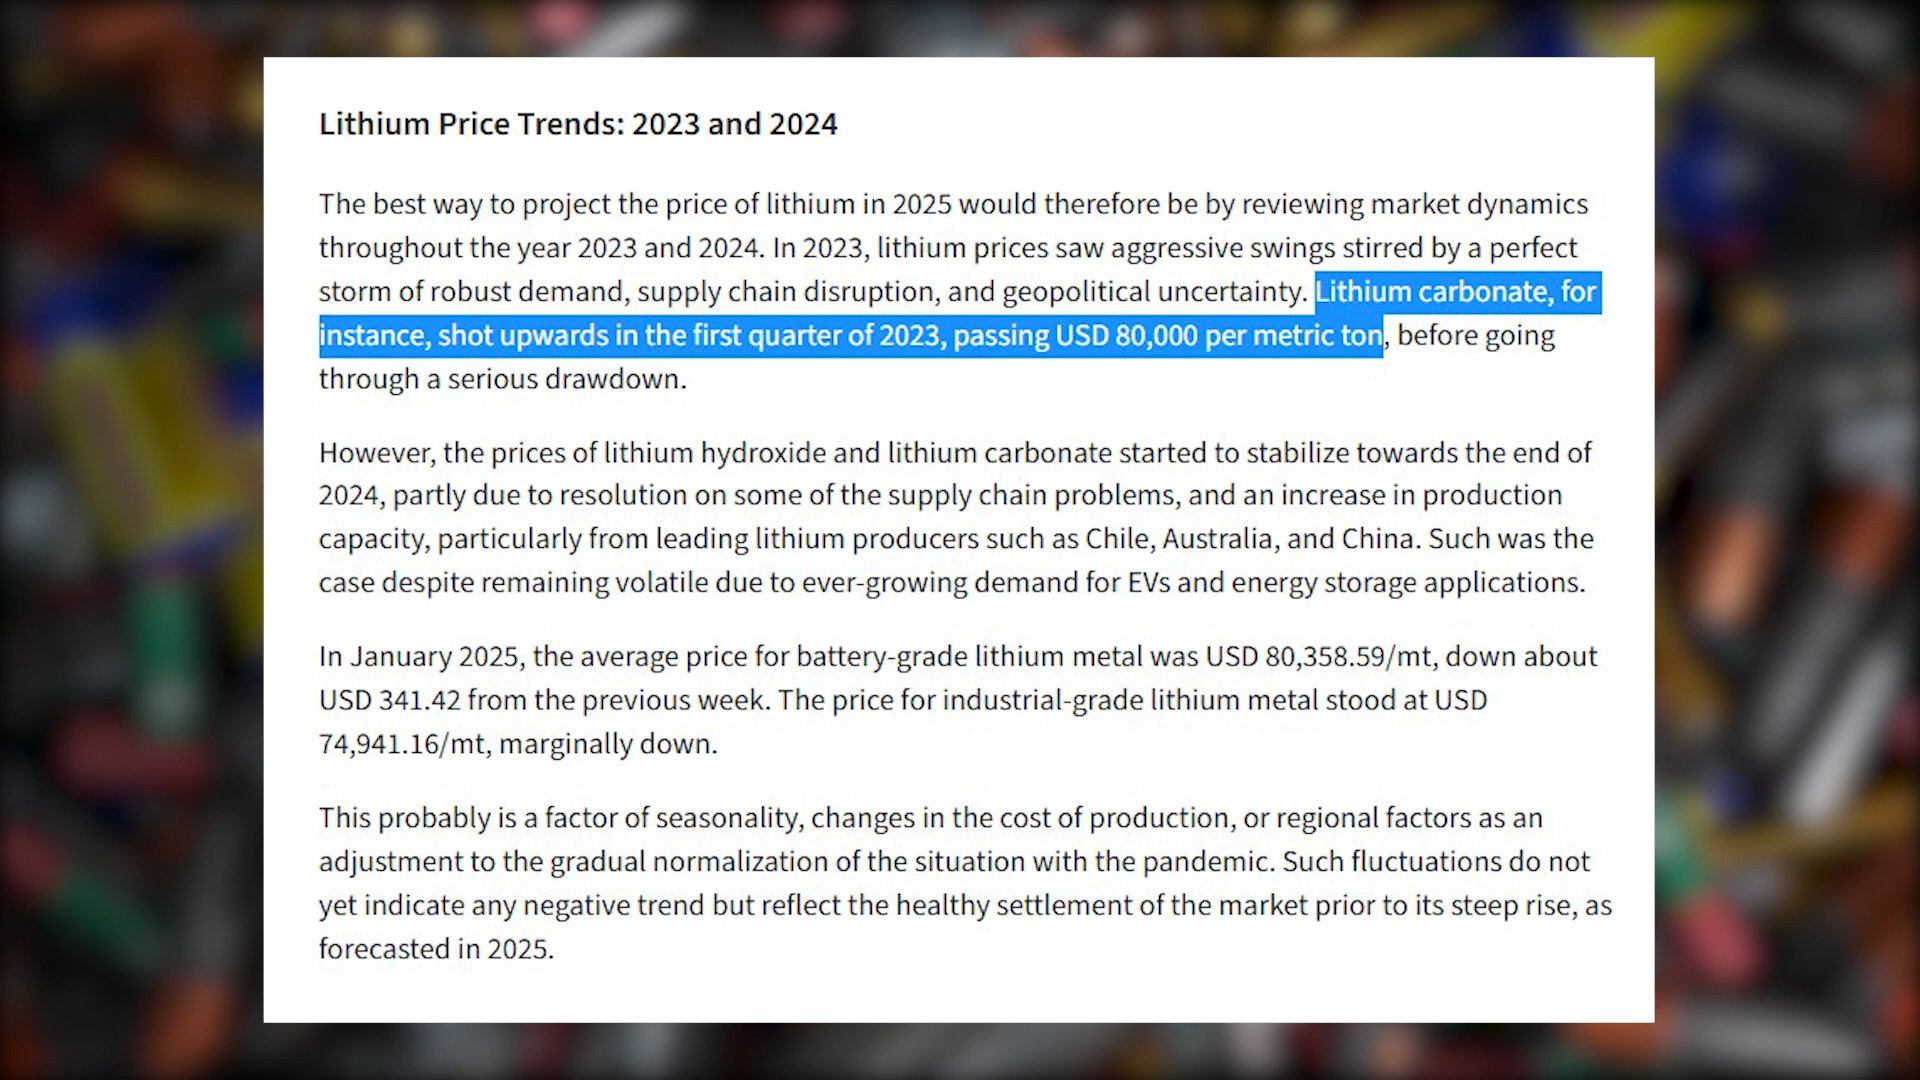 Lithium Price Trends: 2023 and 2024
The best way to project the price of lithium in 2025 would therefore be by reviewing market dynamics
throughout the year 2023 and 2024. In 2023, lithium prices saw aggressive swings stirred by a perfect
storm of robust demand, supply chain disruption, and geopolitical uncertainty. Lithium carbonate, for
instance, shot upwards in the first quarter of 2023, passing USD 80,000 per metric ton, before going
through a serious drawdown.
However, the prices of lithium hydroxide and lithium carbonate started to stabilize towards the end of
2024, partly due to resolution on some of the supply chain problems, and an increase in production
capacity, particularly from leading lithium producers such as Chile, Australia, and China. Such was the
case despite remaining volatile due to ever-growing demand for EVs and energy storage applications.
In January 2025, the average price for battery-grade lithium metal was USD 80,358.59/mt, down about
USD 341.42 from the previous week. The price for industrial-grade lithium metal stood at USD
74,941.16/mt, marginally down.
This probably is a factor of seasonality, changes in the cost of production, or regional factors as an
adjustment to the gradual normalization of the situation with the pandemic. Such fluctuations do not
yet indicate any negative trend but reflect the healthy settlement of the market prior to its steep rise, as
forecasted in 2025.